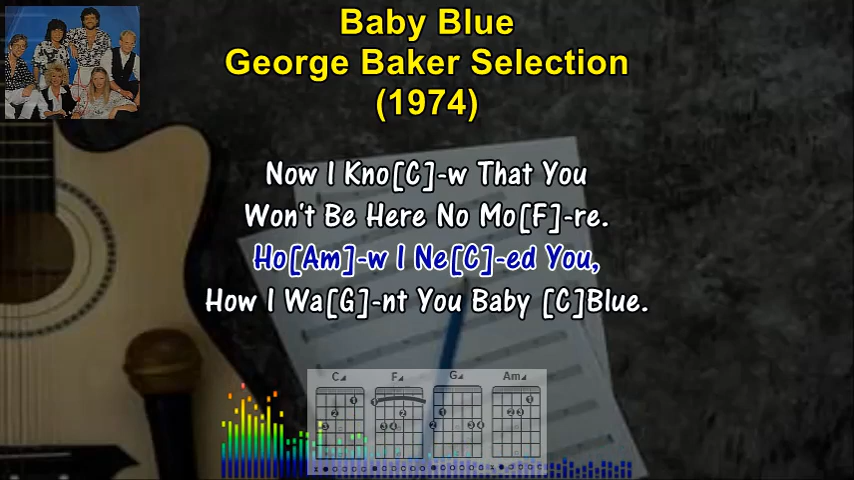 Baby Blue
George Baker Selection
(1974)
Now I Kno[C]-w That You
Won't Be Here No Mo[F]-re.
Ho[Am]-w I Ne[C]-ed You,
How I Wa[G]-nt You Baby [C]Blue.
C F G Am